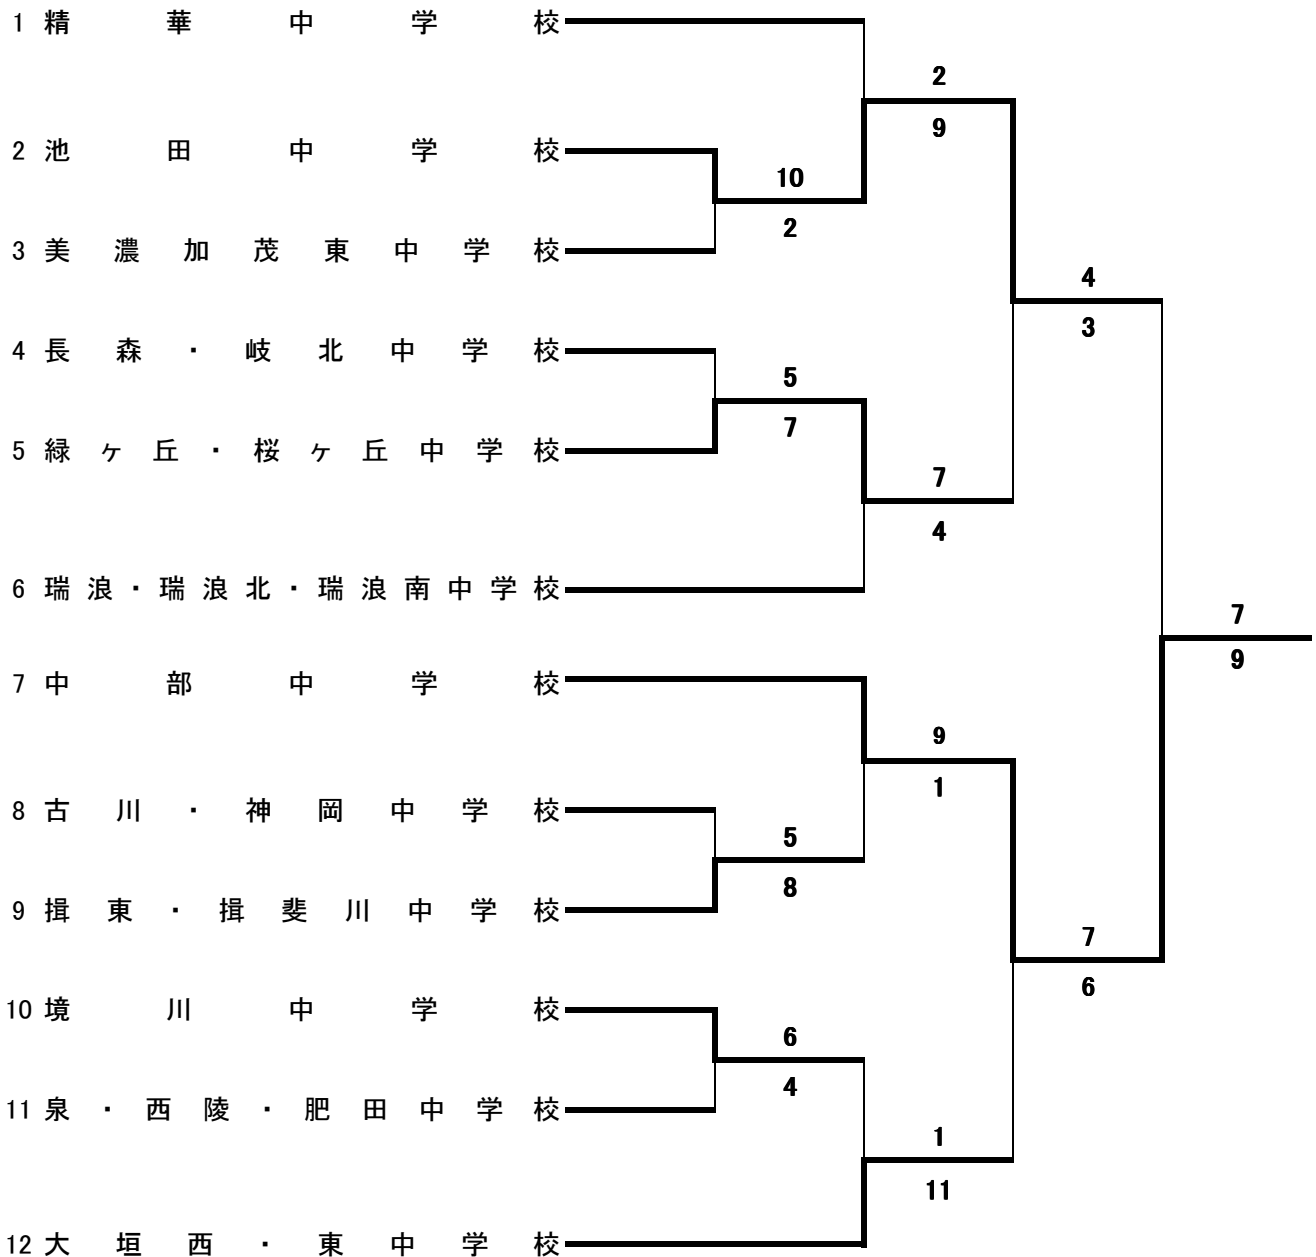 1 精華中学校
2
9
2 池田中学校
10
2
3 美濃加茂東中学校
4
3
4 長森・岐北中学校
5
7
5 緑ヶ丘・桜ヶ丘中学校
7
4
6 瑞浪・瑞浪北・瑞浪南中学校
7
9
7 中部中学校
9
1
8 古川・神岡中学校
5
8
9 揖東・揖斐川中学校
7
6
10 境川中学校
6
4
11 泉・西陵・肥田中学校
1
11
12 大垣西・東中学校